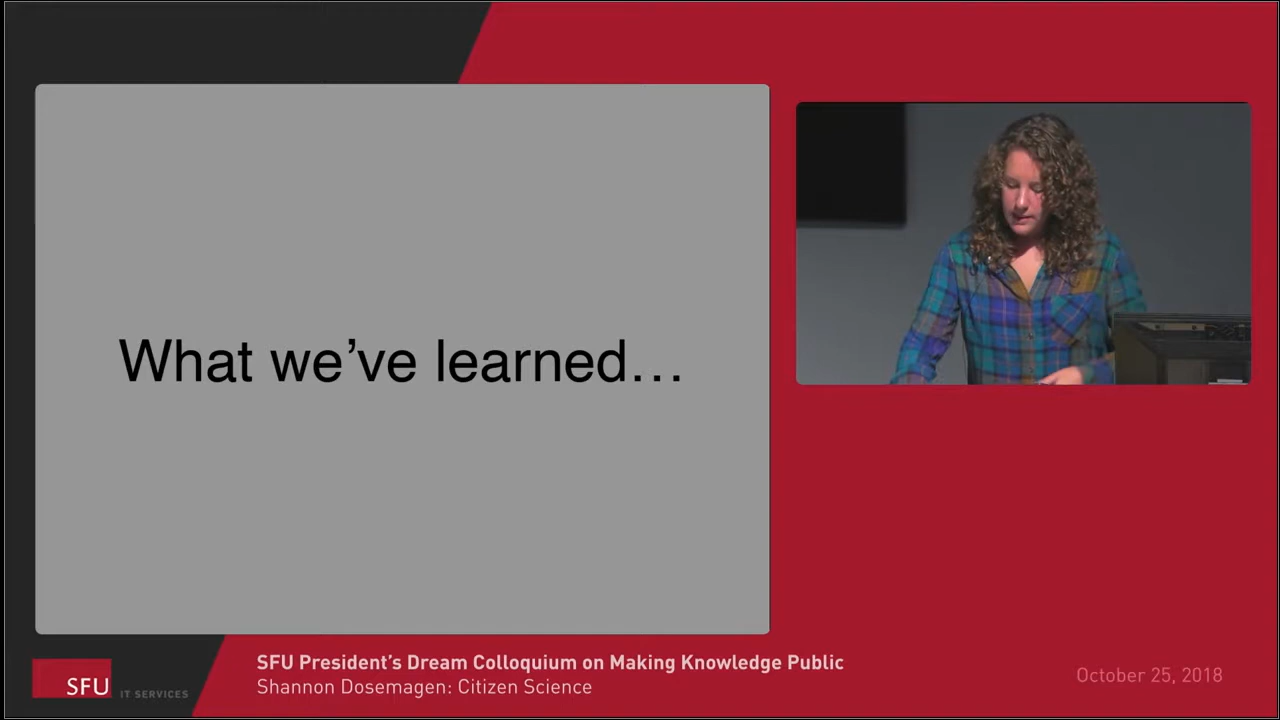 What we’ve learned…
SFU President’s Dream Colloquium on Making Knowledge Public
Shannon Dosemagen: Citizen Science
October 25, 2018
SFU IT SERVICES